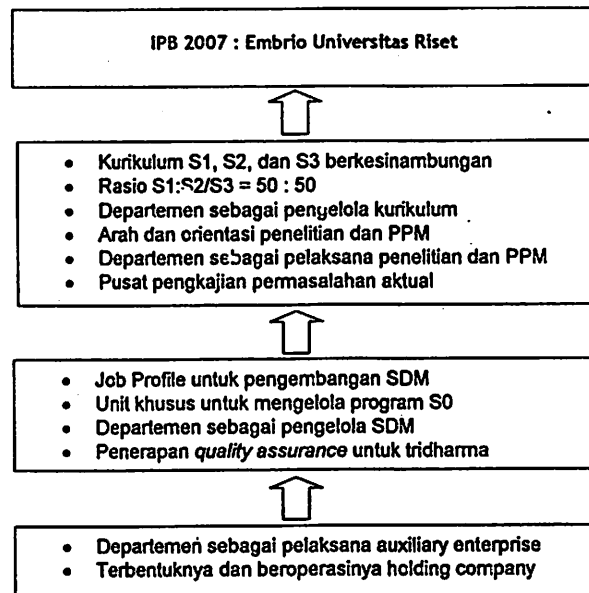 IPB 2007 : Embrio Universitas Riset
• Kurikulum S1, S2, dan S3 berkesinambungan
• Rasio S1:S2/S3 = 50 : 50
• Departemen sebagai penyelola kurikulum
• Arah dan orientasi penelitian dan PPM
• Departemen sebagai pelaksana penelitian dan PPM
• Pusat pengkajian permasalahan aktual
• Job Profile untuk pengembangan SDM
• Unit khusus untuk mengelola program S0
• Departemen sebagai pengelola SDM
• Penerapan quality assurance untuk tridharma
• Departemen sebagai pelaksana auxiliary enterprise
• Terbentuknya dan beroperasinya holding company